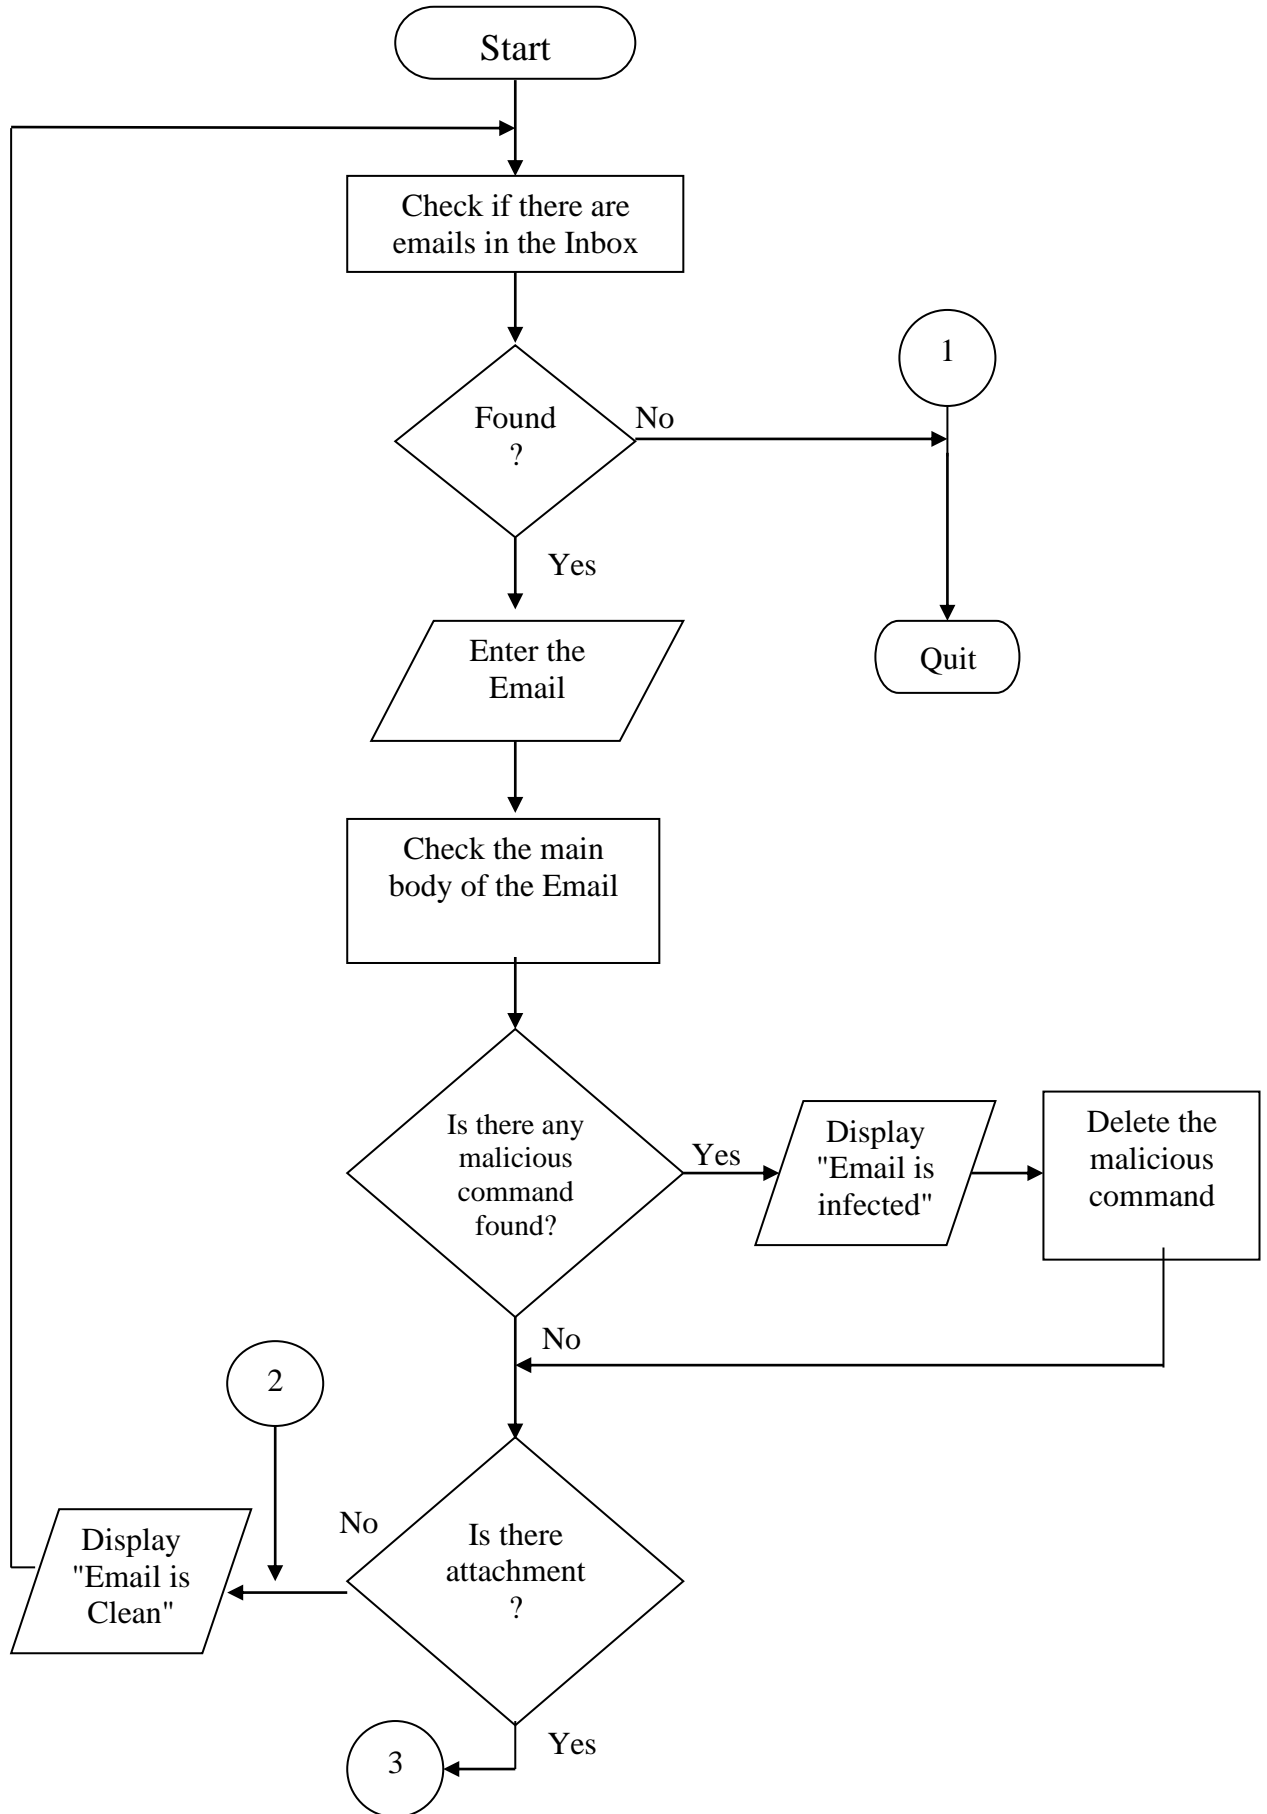 Start
Check if there are
emails in the Inbox
1
Found
?
No
Yes
Enter the
Email
Quit
Check the main
body of the Email
Is there any
malicious
command
found?
Yes
Display
"Email is
infected"
Delete the
malicious
command
No
2
No
Is there
attachment
?
Display
"Email is
Clean"
Yes
3